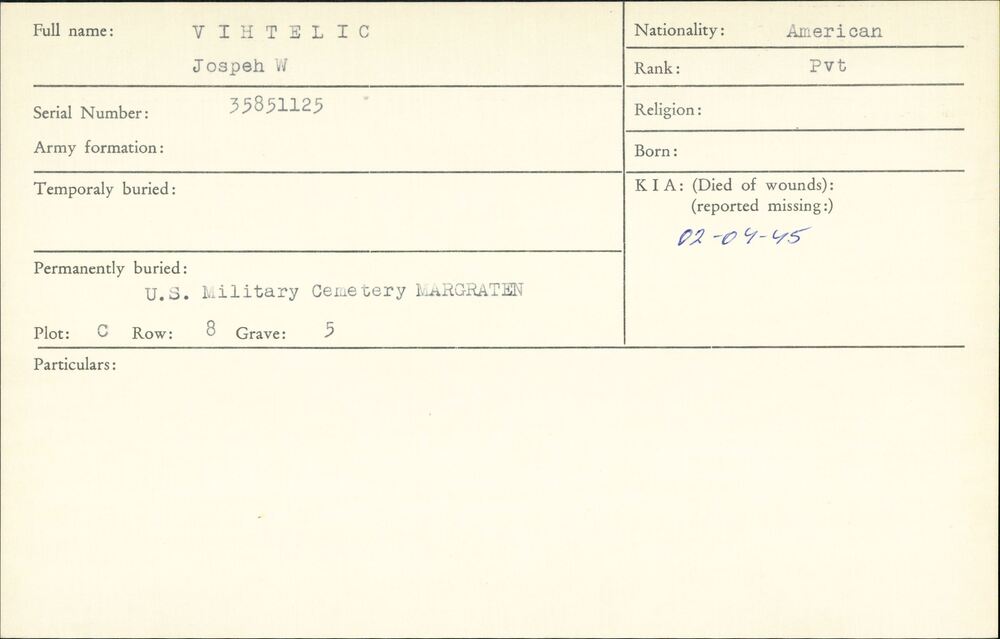 Full name: V I H T E L I C
Jospeh W
Serial Number: 35851125
Army formation:
Temporaly buried:
Permanently buried:
U.S. Military Cemetery MARGRATEN
Plot: C Row: 8 Grave: 5
Nationality: American
Rank: Pvt
Religion:
Born:
K I A: (Died of wounds):
(reported missing:)
02-04-45
Particulars: